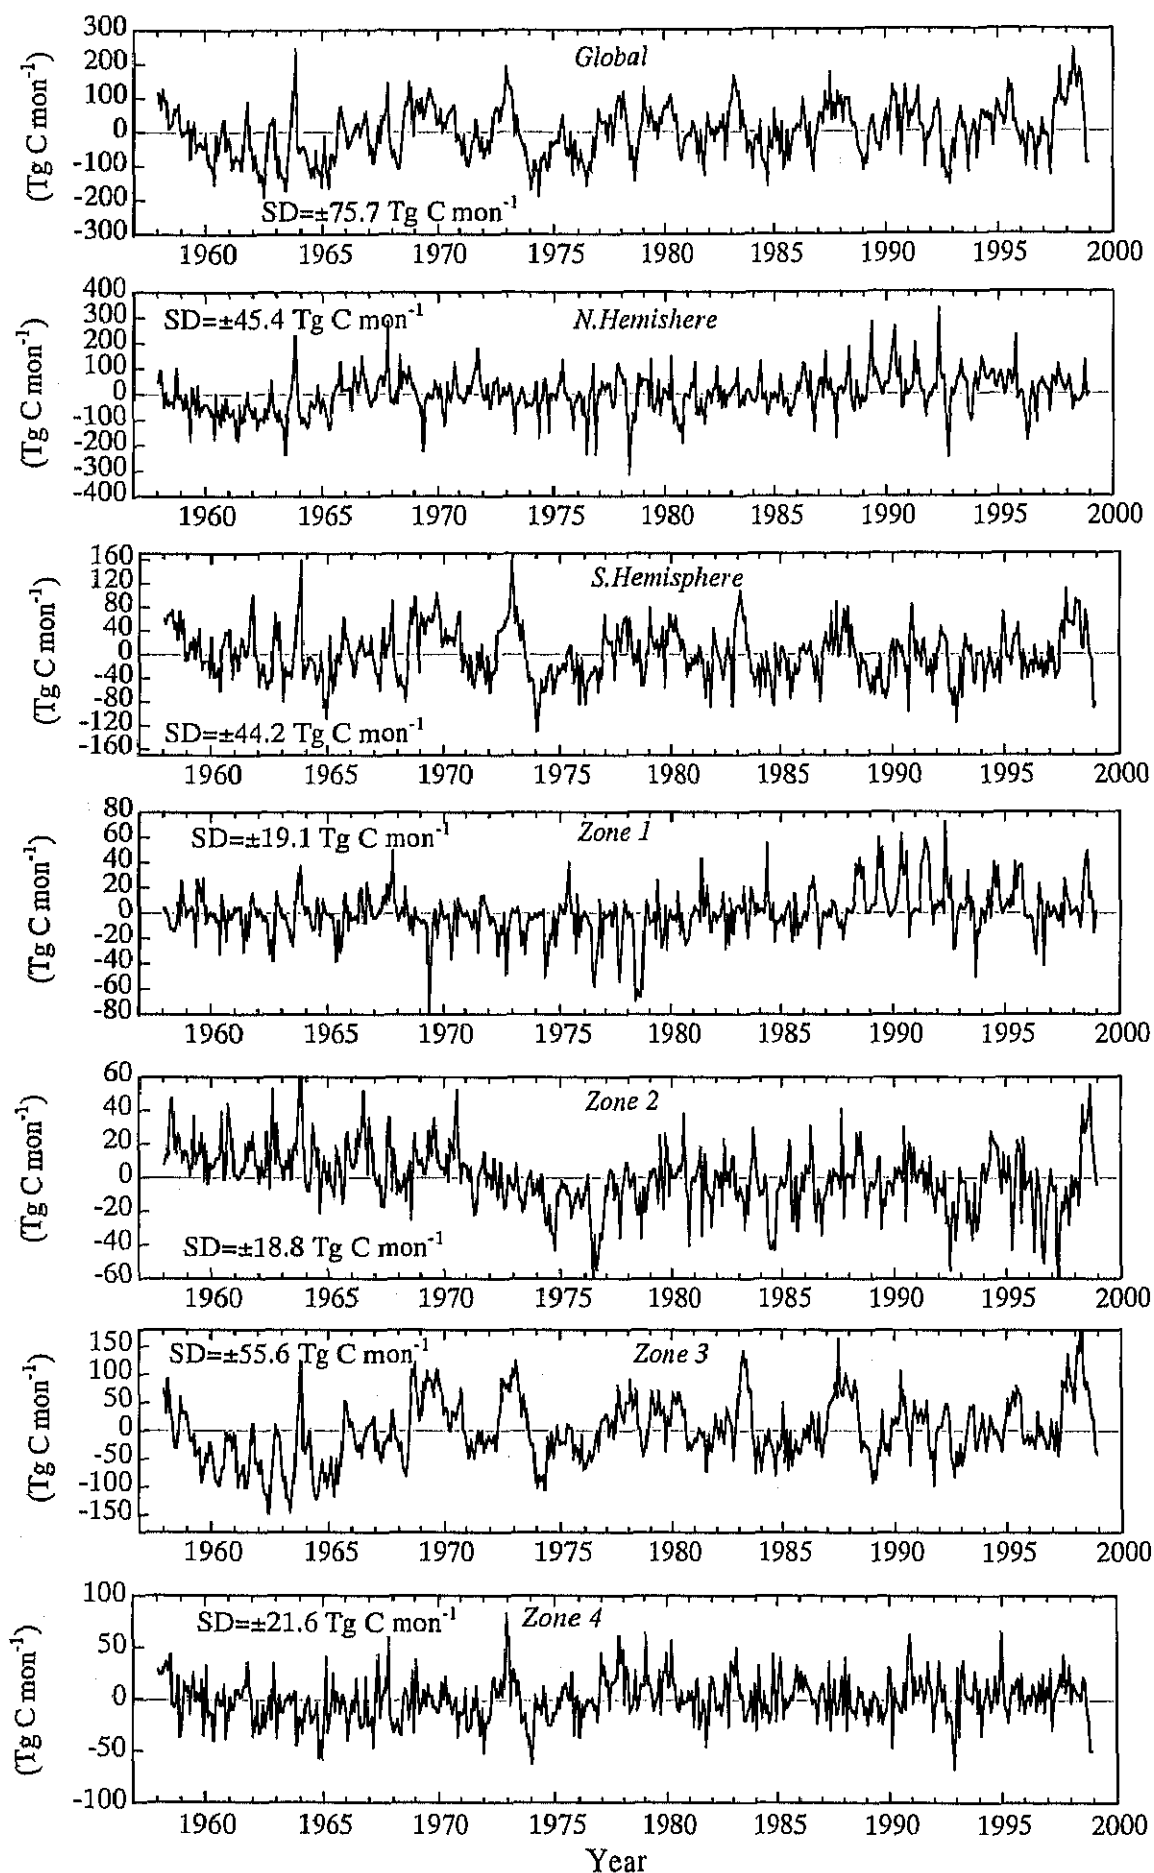 300
200
100
0
-100
-200
-300
(Tg C mon-1)
Global
SD=±75.7 Tg C mon-1
1960 1965 1970 1975 1980 1985 1990 1995 2000
400
300
200
100
0
-100
-200
-300
-400
(Tg C mon-1)
SD=±45.4 Tg C mon-1
N.Hemishere
1960 1965 1970 1975 1980 1985 1990 1995 2000
160
120
80
40
0
-40
-80
-120
-160
(Tg C mon-1)
S.Hemisphere
SD=±44.2 Tg C mon-1
1960 1965 1970 1975 1980 1985 1990 1995 2000
80
60
40
20
0
-20
-40
-60
-80
(Tg C mon-1)
SD=±19.1 Tg C mon-1
Zone 1
1960 1965 1970 1975 1980 1985 1990 1995 2000
60
40
20
0
-20
-40
-60
(Tg C mon-1)
Zone 2
SD=±18.8 Tg C mon-1
1960 1965 1970 1975 1980 1985 1990 1995 2000
150
100
50
0
-50
-100
-150
(Tg C mon-1)
SD=±55.6 Tg C mon-1
Zone 3
1960 1965 1970 1975 1980 1985 1990 1995 2000
100
50
0
-50
-100
(Tg C mon-1)
SD=±21.6 Tg C mon-1
Zone 4
1960 1965 1970 1975 1980 1985 1990 1995 2000
Year